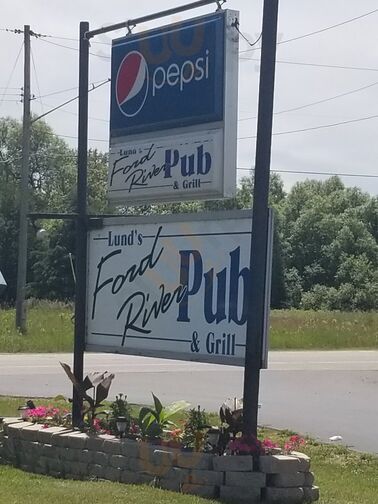 pepsi
Lund's
Ford
River Pub
& Grill
Lund's
Ford
River Pub
& Grill